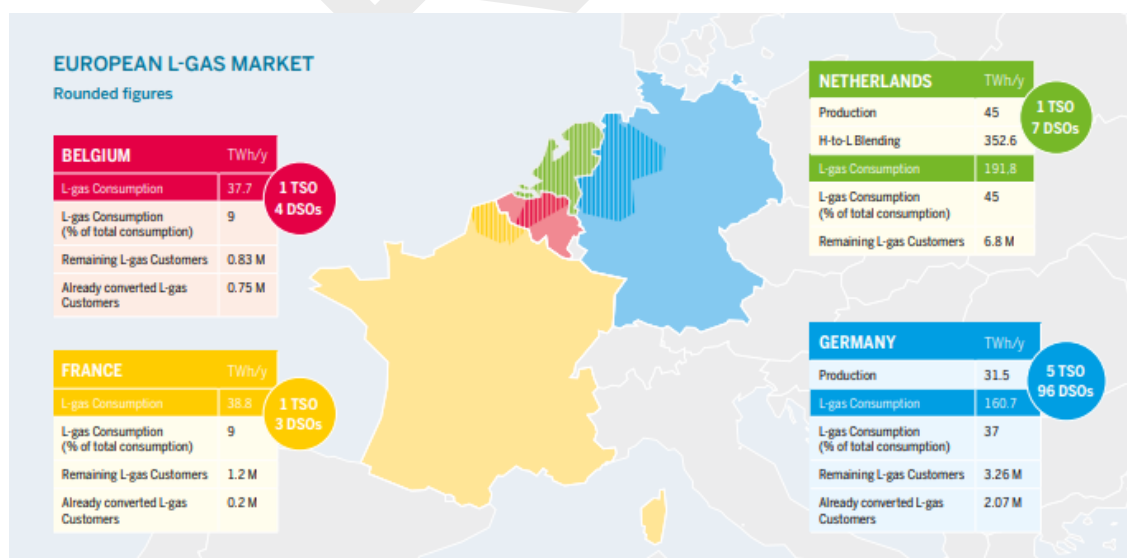 EUROPEAN L-GAS MARKET
Rounded figures
BELGIUM TWh/y
L-gas Consumption 37.7
L-gas Consumption
(% of total consumption) 9
Remaining L-gas Customers 0.83 M
Already converted L-gas
Customers 0.75 M
1 TSO
4 DSOs
FRANCE TWh/y
L-gas Consumption 38.8
L-gas Consumption
(% of total consumption) 9
Remaining L-gas Customers 1.2 M
Already converted L-gas
Customers 0.2 M
1 TSO
3 DSOs
NETHERLANDS TWh/y
Production 45
H-to-L Blending 352.6
L-gas Consumption 191.8
L-gas Consumption
(% of total consumption) 45
Remaining L-gas Customers 6.8 M
1 TSO
7 DSOs
GERMANY TWh/y
Production 31.5
L-gas Consumption 160.7
L-gas Consumption
(% of total consumption) 37
Remaining L-gas Customers 3.26 M
Already converted L-gas
Customers 2.07 M
5 TSO
96 DSOs